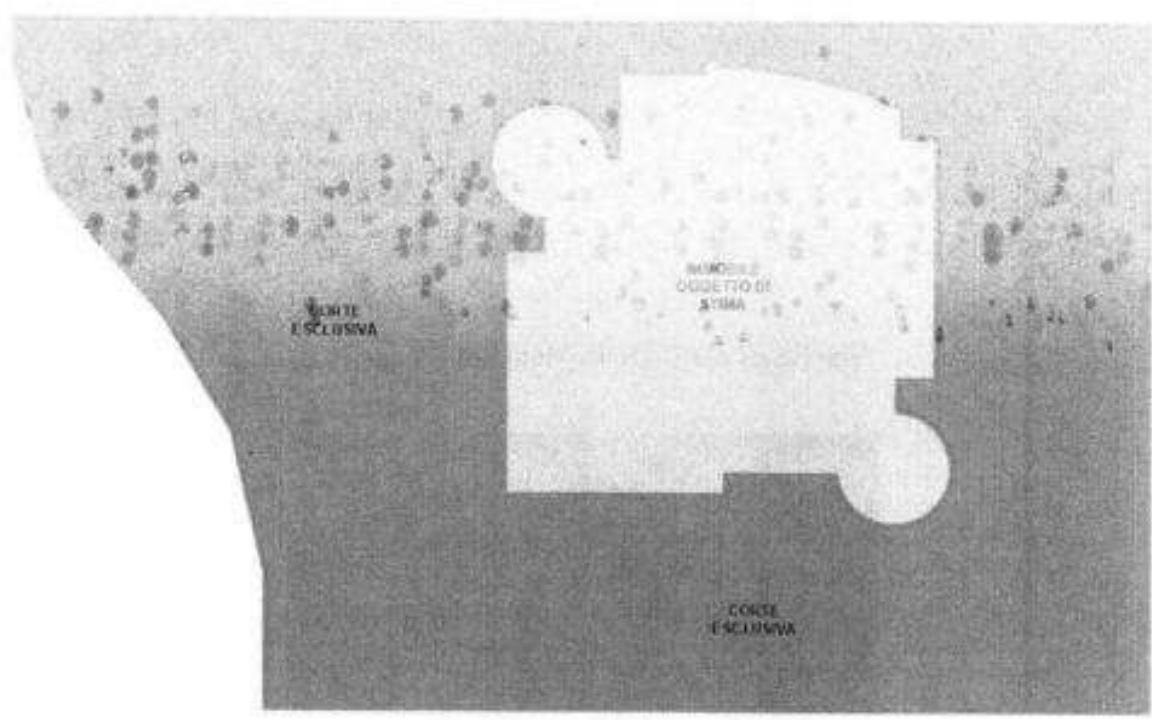 IMMOBILE
OGGETTO DI
STIMA
CORTE
ESCLUSIVA
CORTE
ESCLUSIVA